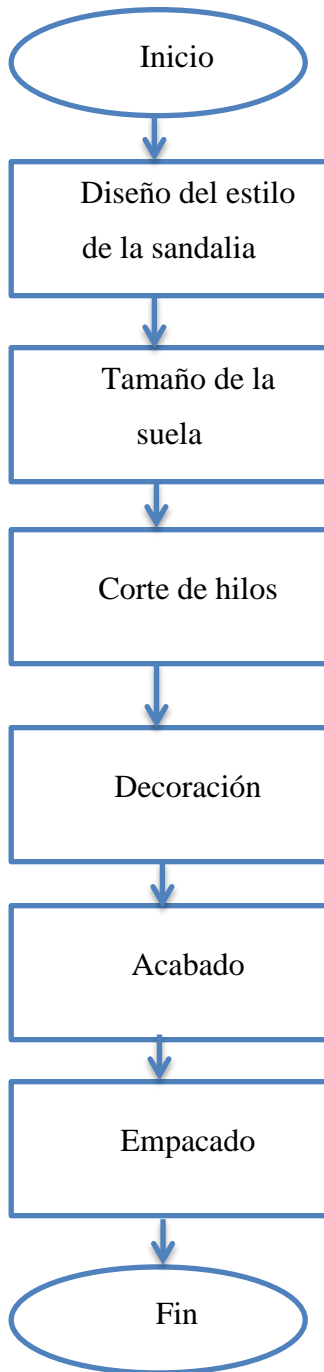 Inicio
Diseño del estilo
de la sandalia
Tamaño de la
suela
Corte de hilos
Decoración
Acabado
Empacado
Fin